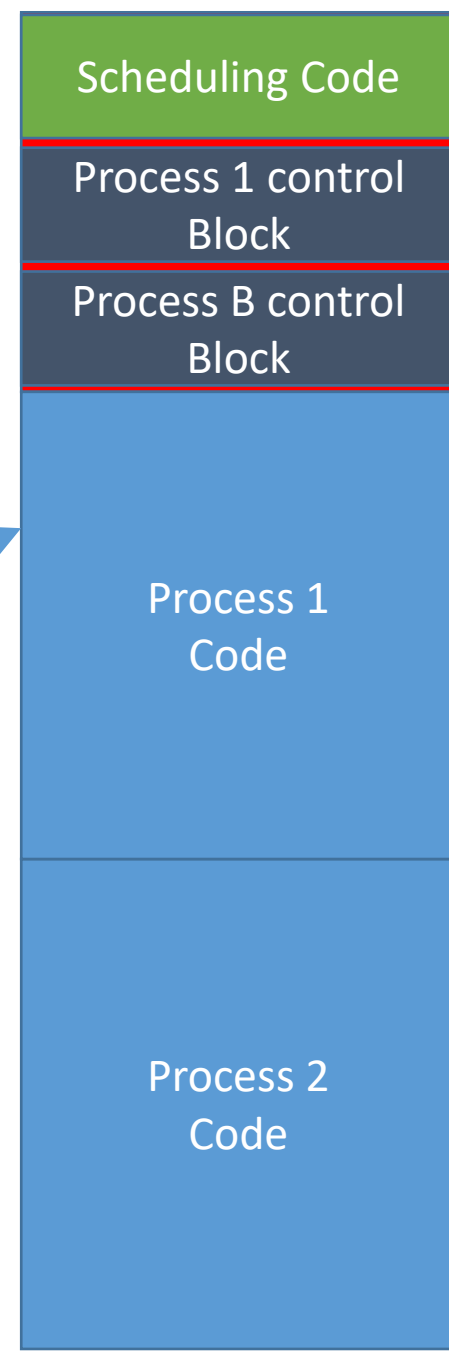 Scheduling Code
Process 1 control
Block
Process B control
Block
Process 1
Code
Process 2
Code